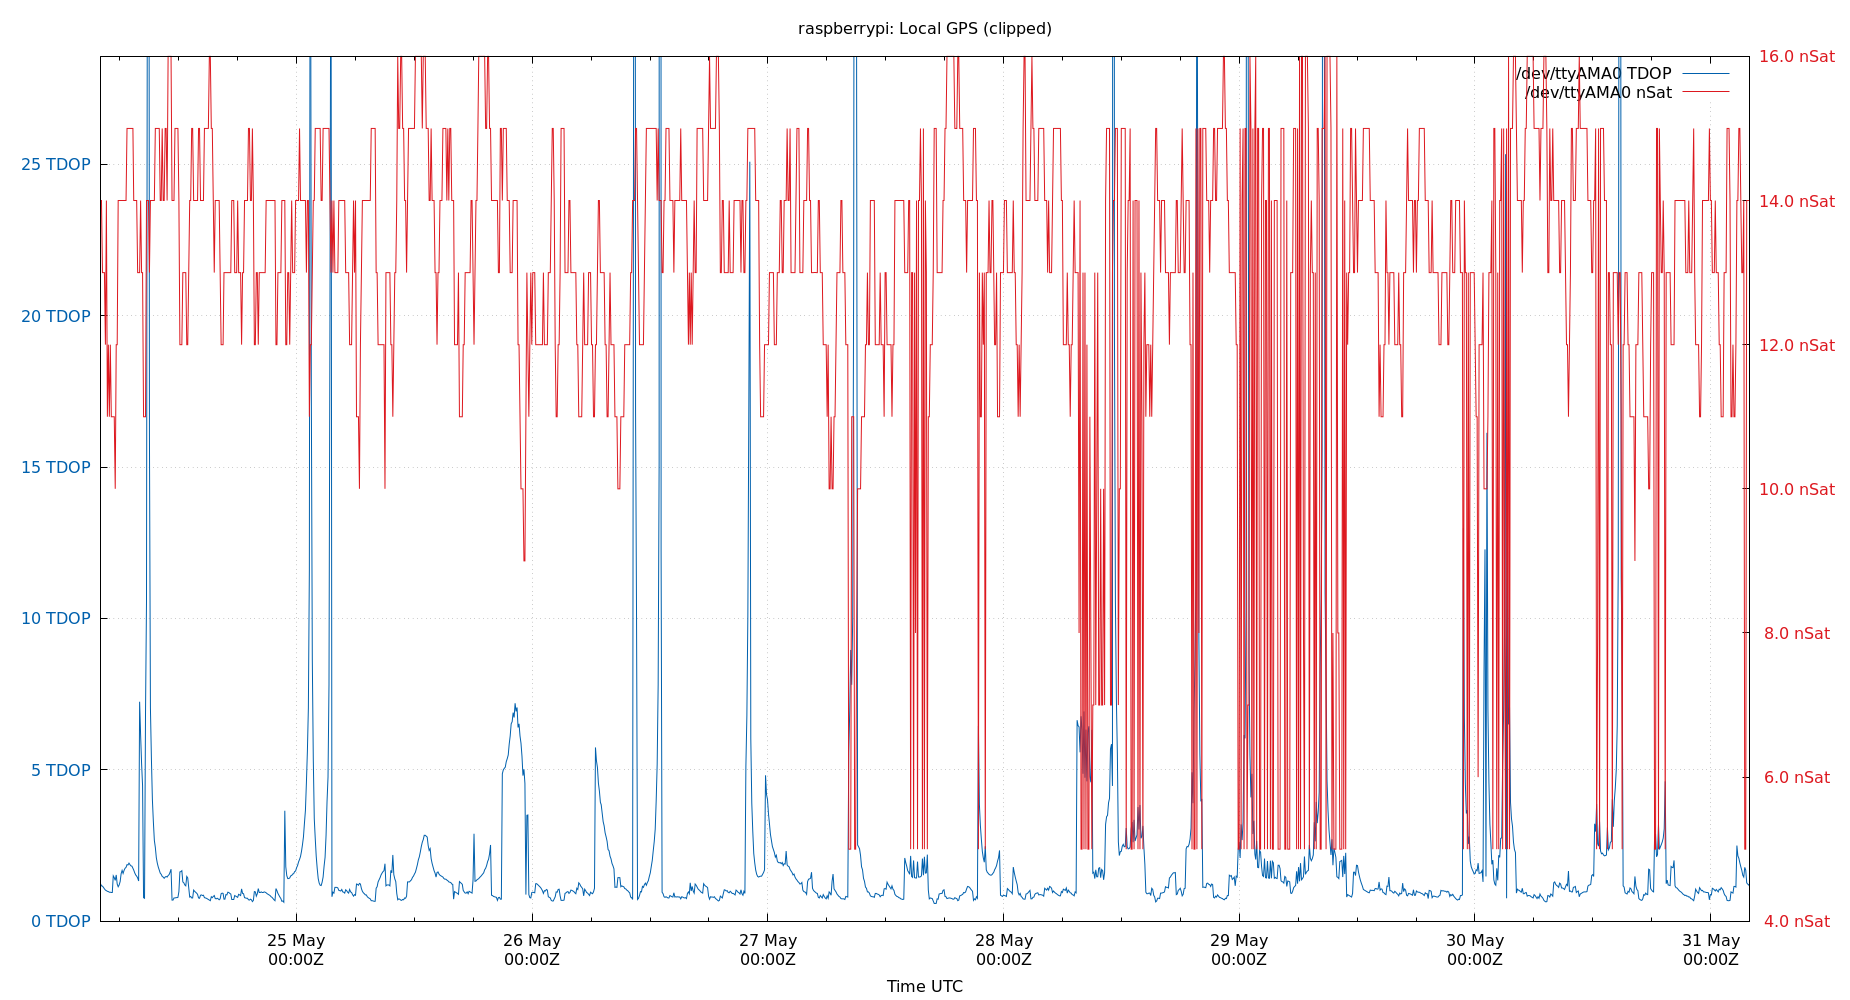 raspberrypi: Local GPS (clipped)
/dev/ttyAMA0 TDOP
/dev/ttyAMA0 nSat
25 TDOP
20 TDOP
15 TDOP
10 TDOP
5 TDOP
0 TDOP
16.0 nSat
14.0 nSat
12.0 nSat
10.0 nSat
8.0 nSat
6.0 nSat
4.0 nSat
25 May
00:00Z
26 May
00:00Z
27 May
00:00Z
28 May
00:00Z
29 May
00:00Z
30 May
00:00Z
31 May
00:00Z
Time UTC